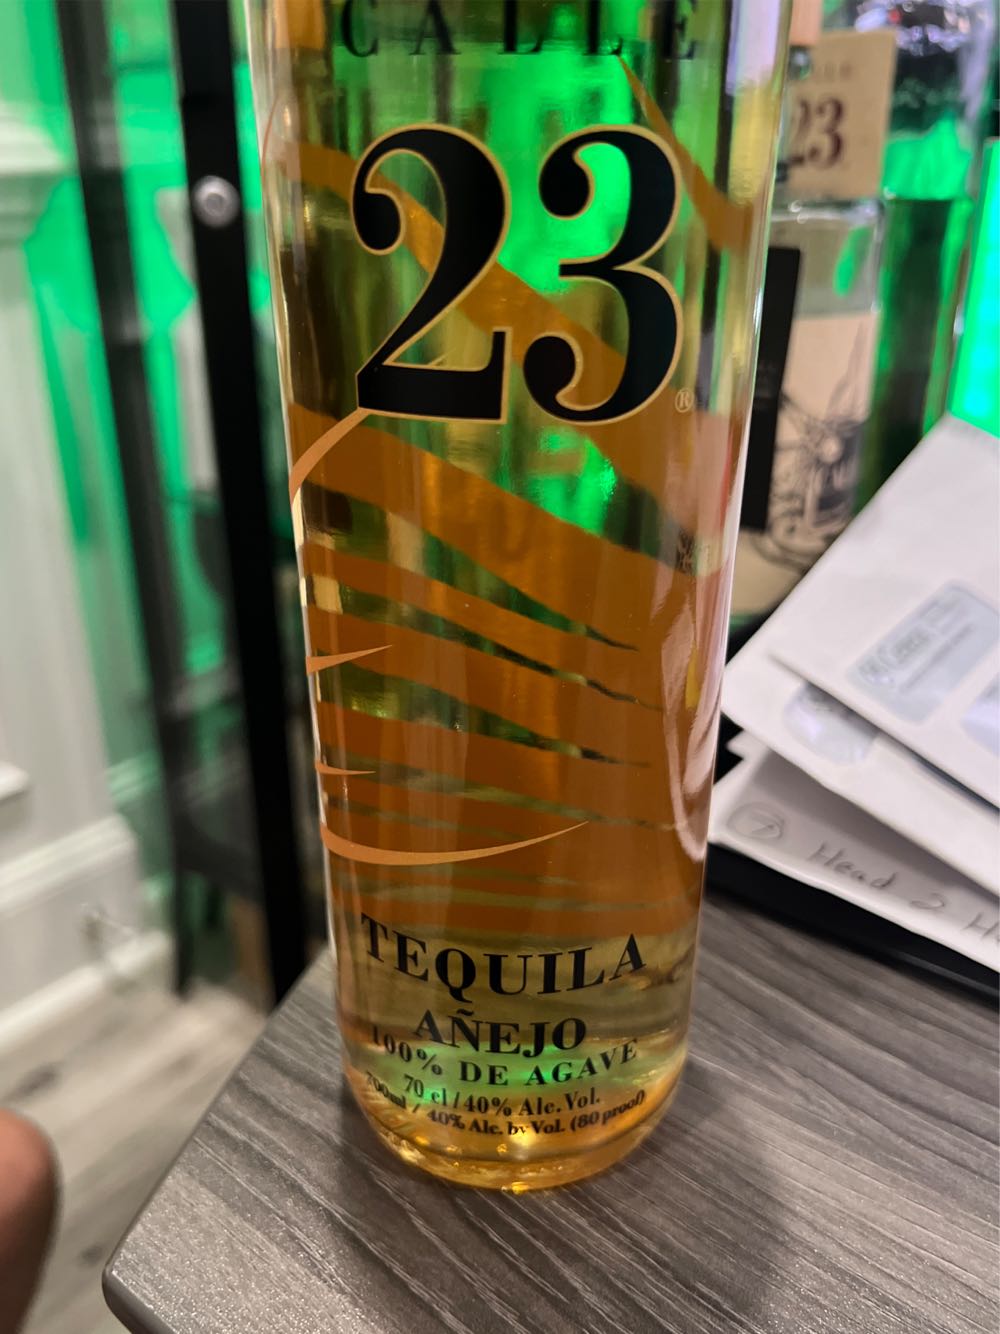 CALLE
23
®
TEQUILA
AÑEJO
100% DE AGAVE
70 cl / 40% Alc. Vol.
700ml / 40% Alc. by Vol. (80 proof)
23
7 Head 2 H